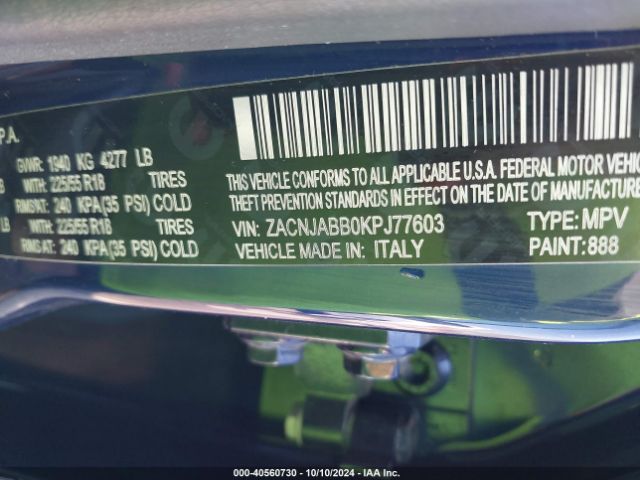 P.A.
GVWR: 1940 KG 4277 LB
B WITH: 225/55 R18 TIRES
RIMS AT: 240 KPA(35 PSI) COLD
LB WITH: 225/55 R18 TIRES
RIMS AT: 240 KPA(35 PSI) COLD
THIS VEHICLE CONFORMS TO ALL APPLICABLE U.S.A. FEDERAL MOTOR VEHIC
THEFT PREVENTION STANDARDS IN EFFECT ON THE DATE OF MANUFACTU
VIN: ZACNJABB0KPJ77603 TYPE: MPV
VEHICLE MADE IN: ITALY PAINT: 888
000-40560730 - 10/10/2024 - IAA Inc.